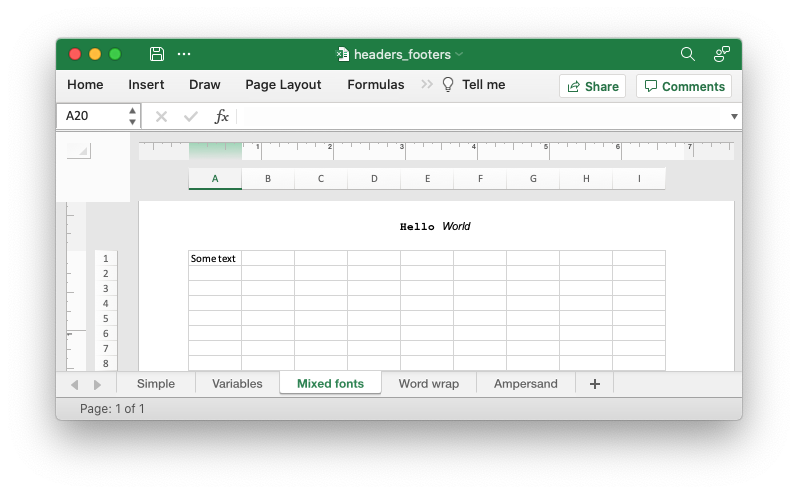 headers_footers
Home Insert Draw Page Layout Formulas Tell me Share Comments
A20 fx
1 2 3 4 5 6 7
A B C D E F G H I
Hello World
1 Some text
2
3
4
5
6
7
8
Simple Variables Mixed fonts Word wrap Ampersand +
Page: 1 of 1